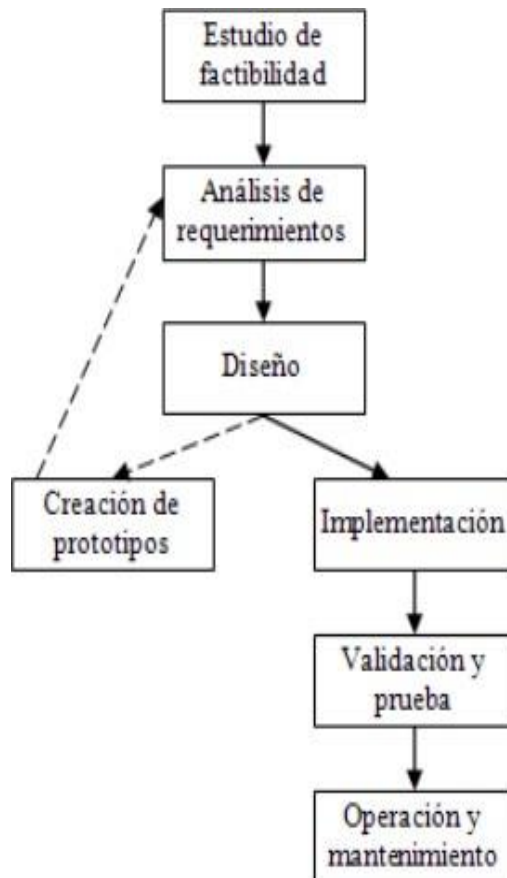 Estudio de
factibilidad
Análisis de
requerimientos
Diseño
Creación de
prototipos
Implementación
Validación y
prueba
Operación y
mantenimiento